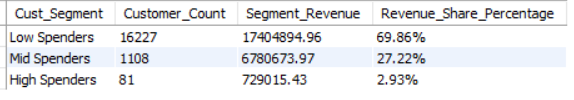 Cust_Segment Customer_Count Segment_Revenue Revenue_Share_Percentage
Low Spenders 16227 17404894.96 69.86%
Mid Spenders 1108 6780673.97 27.22%
High Spenders 81 729015.43 2.93%